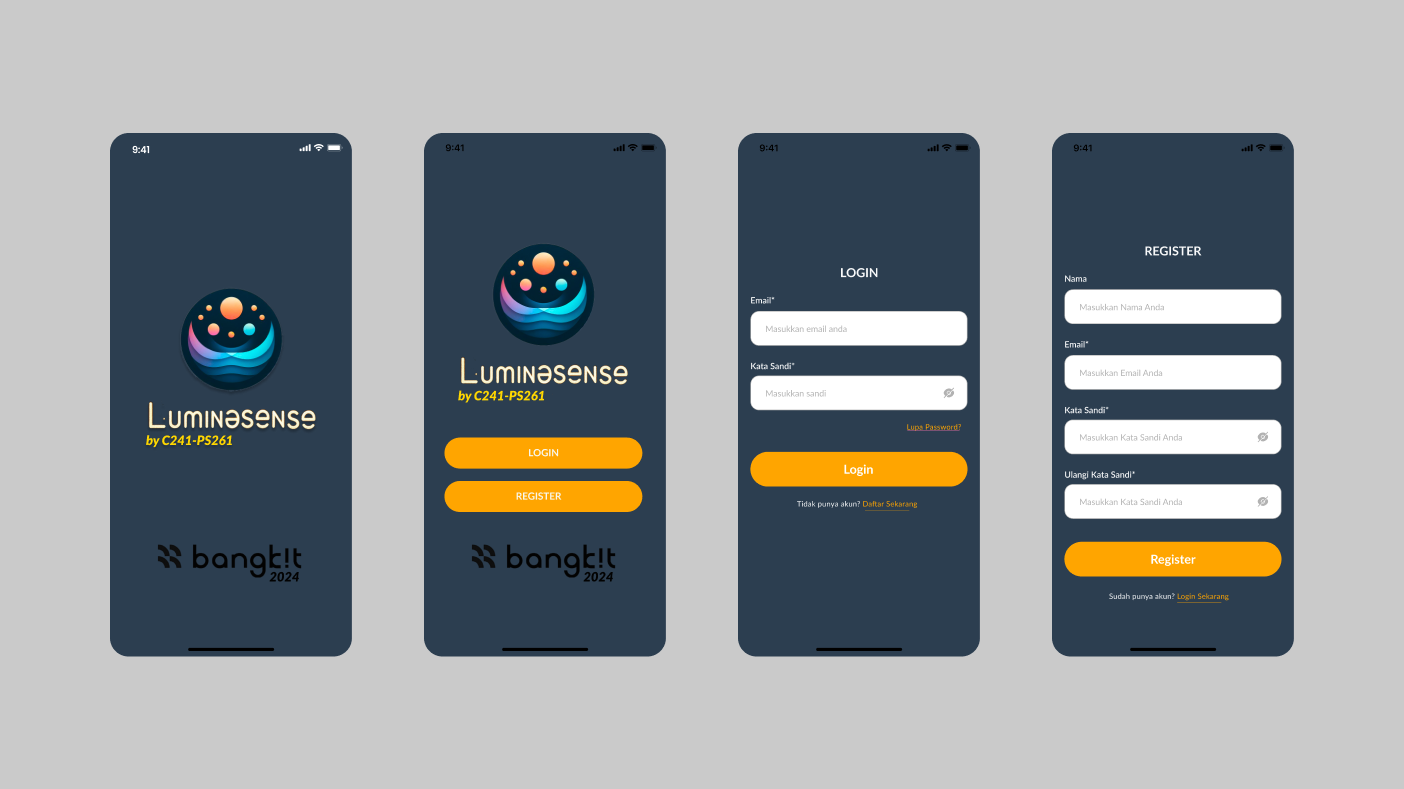 9:41
Luminasense
by C241-PS261
bangk!t
2024
9:41
Luminasense
by C241-PS261
LOGIN
REGISTER
bangk!t
2024
9:41
LOGIN
Email*
Masukkan email anda
Kata Sandi*
Masukkan sandi
Lupa Password?
Login
Tidak punya akun? Daftar Sekarang
9:41
REGISTER
Nama
Masukkan Nama Anda
Email*
Masukkan Email Anda
Kata Sandi*
Masukkan Kata Sandi Anda
Ulangi Kata Sandi*
Masukkan Kata Sandi Anda
Register
Sudah punya akun? Login Sekarang